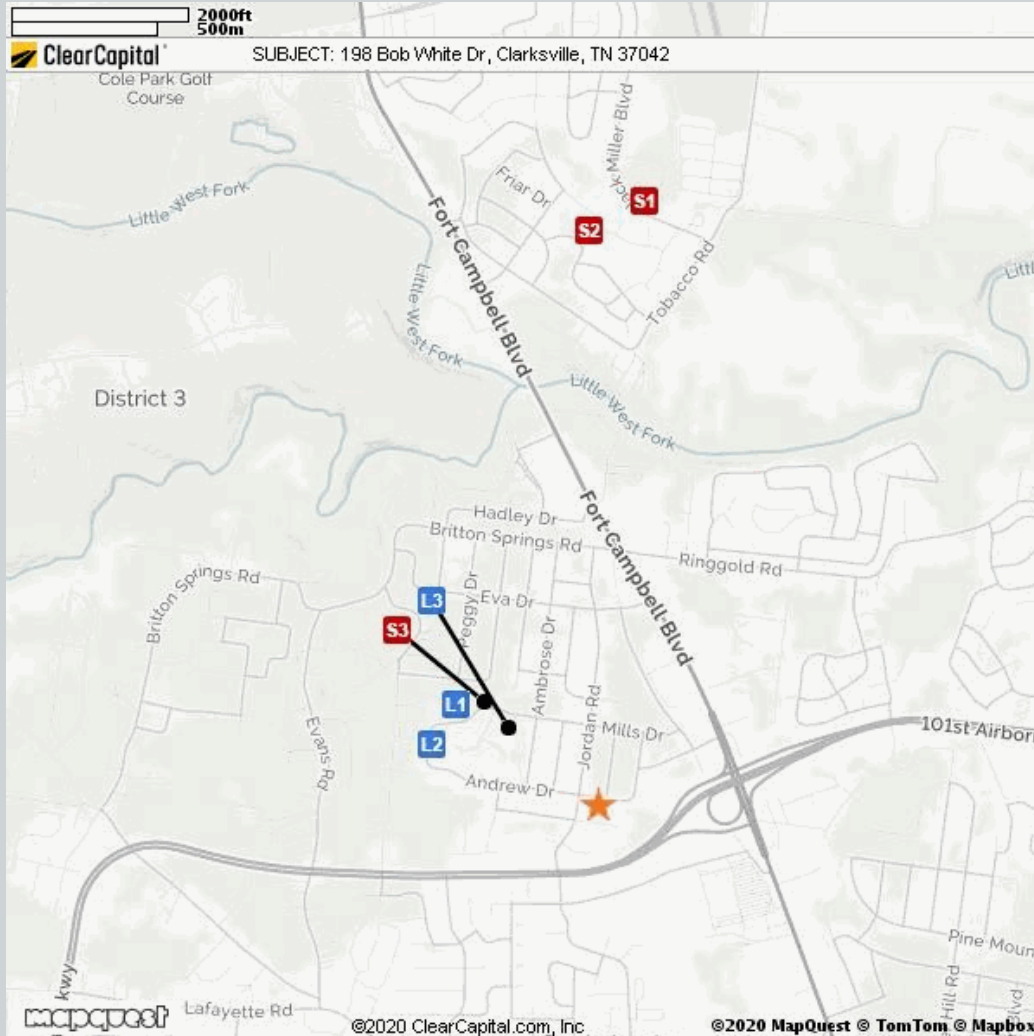 2000ft
500m
ClearCapital
SUBJECT: 198 Bob White Dr, Clarksville, TN 37042
Cole Park Golf
Course
Miller Blvd
Friar Dr
S1
S2
Little West Fork
Fort Campbell Blvd
Tobacco Rd
Little West Fork
District 3
Little West Fork
Fort Campbell Blvd
Hadley Dr
Britton Springs Rd
Ringgold Rd
Britton Springs Rd
L3
Peggy Dr
Eva Dr
S3
Ambrose Dr
L1
Jordan Rd
Mills Dr
L2
Evans Rd
101st Airborn
Andrew Dr
Pine Moun
Hill Rd
Blvd
kwy
Lafayette Rd
mapquest
©2020 ClearCapital.com, Inc
©2020 MapQuest © TomTom © Mapbo